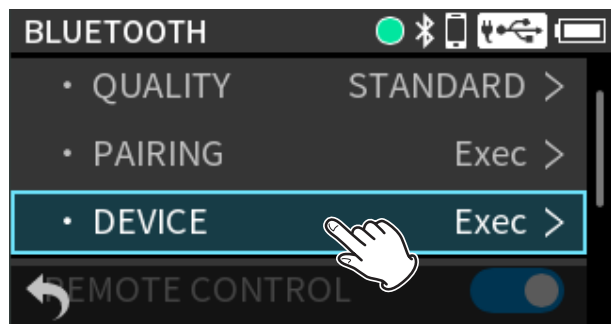 BLUETOOTH
• QUALITY STANDARD >
• PAIRING Exec >
• DEVICE Exec >
REMOTE CONTROL